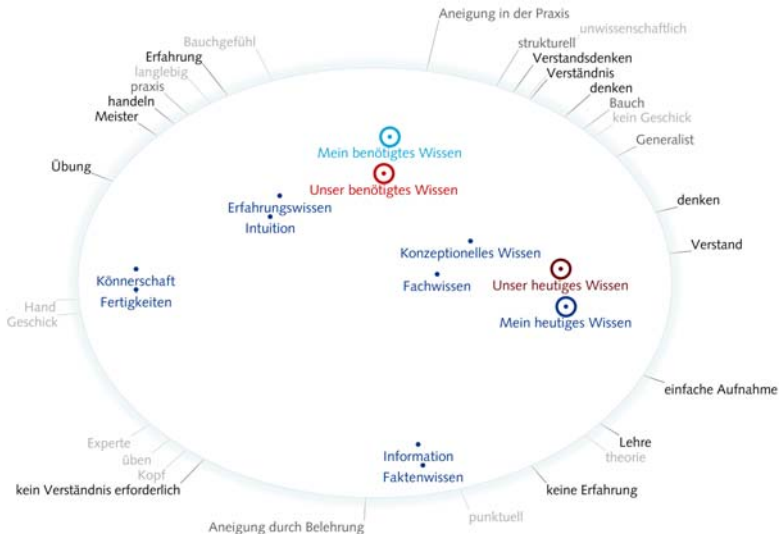 Aneigung in der Praxis
unwissenschaftlich
Bauchgefühl
strukturell
Erfahrung
Verstandsdenken
langlebig
Verständnis
praxis
denken
handeln
Bauch
Meister
kein Geschick
Generalist
Mein benötigtes Wissen
Übung
Unser benötigtes Wissen
denken
Erfahrungswissen
Intuition
Verstand
Konzeptionelles Wissen
Könnerschaft
Fachwissen
Unser heutiges Wissen
Fertigkeiten
Hand
Geschick
Mein heutiges Wissen
einfache Aufnahme
Experte
Lehre
üben
Information
theorie
Kopf
Faktenwissen
kein Verständnis erforderlich
keine Erfahrung
punktuell
Aneigung durch Belehrung